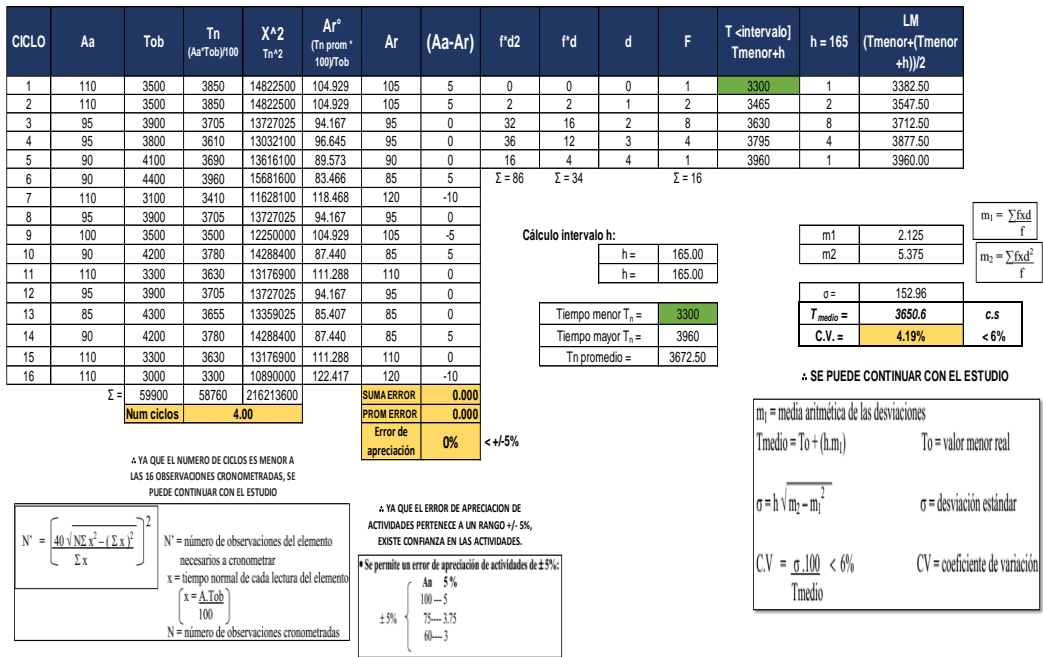 CICLO Aa Tob Tn (Aa*Tob)/100 X^2 Tn^2 Ar° (Tn prom * 100)/Tob Ar (Aa-Ar) f*d2 f*d d F T <intervalo] Tmenor+h h = 165 LM (Tmenor+(Tmenor +h))/2
1 110 3500 3850 14822500 104.929 105 5 0 0 0 1 3300 1 3382.50
2 110 3500 3850 14822500 104.929 105 5 2 2 1 2 3465 2 3547.50
3 95 3900 3705 13727025 94.167 95 0 32 16 2 8 3630 8 3712.50
4 95 3800 3610 13032100 96.645 95 0 36 12 3 4 3795 4 3877.50
5 90 4100 3690 13616100 89.573 90 0 16 4 4 1 3960 1 3960.00
6 90 4400 3960 15681600 83.466 85 5 Σ = 86 Σ = 34 Σ = 16
7 110 3100 3410 11628100 118.468 120 -10
8 95 3900 3705 13727025 94.167 95 0
9 100 3500 3500 12250000 104.929 105 -5
10 90 4200 3780 14288400 87.440 85 5
11 110 3300 3630 13176900 111.288 110 0
12 95 3900 3705 13727025 94.167 95 0
13 85 4300 3655 13359025 85.407 85 0
14 90 4200 3780 14288400 87.440 85 5
15 110 3300 3630 13176900 111.288 110 0
16 110 3000 3300 10890000 122.417 120 -10
Σ = 59900 58760 216213600 SUMA ERROR 0.000
Num ciclos 4.00 PROM ERROR 0.000
Error de apreciación 0% < +/-5%
Cálculo intervalo h:
h = 165.00
h = 165.00
Tiempo menor Tn = 3300
Tiempo mayor Tn = 3960
Tn promedio = 3672.50
m1 2.125
m2 5.375
m₁ = Σfxd
f
m₂ = Σfxd²
f
σ = 152.96
Tmedio = 3650.6 c.s
C.V. = 4.19% < 6%
∴ SE PUEDE CONTINUAR CON EL ESTUDIO
∴ YA QUE EL NUMERO DE CICLOS ES MENOR A
LAS 16 OBSERVACIONES CRONOMETRADAS, SE
PUEDE CONTINUAR CON EL ESTUDIO
N' = (40 √NΣ x² – ( Σ x )²
Σ x)²
N' = número de observaciones del elemento
necesarios a cronometrar
x = tiempo normal de cada lectura del elemento
(x = A.Tob
100)
N = número de observaciones cronometradas
∴ YA QUE EL ERROR DE APRECIACION DE
ACTIVIDADES PERTENECE A UN RANGO +/- 5%,
EXISTE CONFIANZA EN LAS ACTIVIDADES.
* Se permite un error de apreciación de actividades de ± 5%:
An 5 %
100 --- 5
± 5% 75---- 3.75
60---- 3
m₁ = media aritmética de las desviaciones
Tmedio = To + (h.m₁) To = valor menor real
σ = h √m₂ – m₁² σ = desviación estándar
C.V = σ .100 < 6% CV = coeficiente de variación
Tmedio